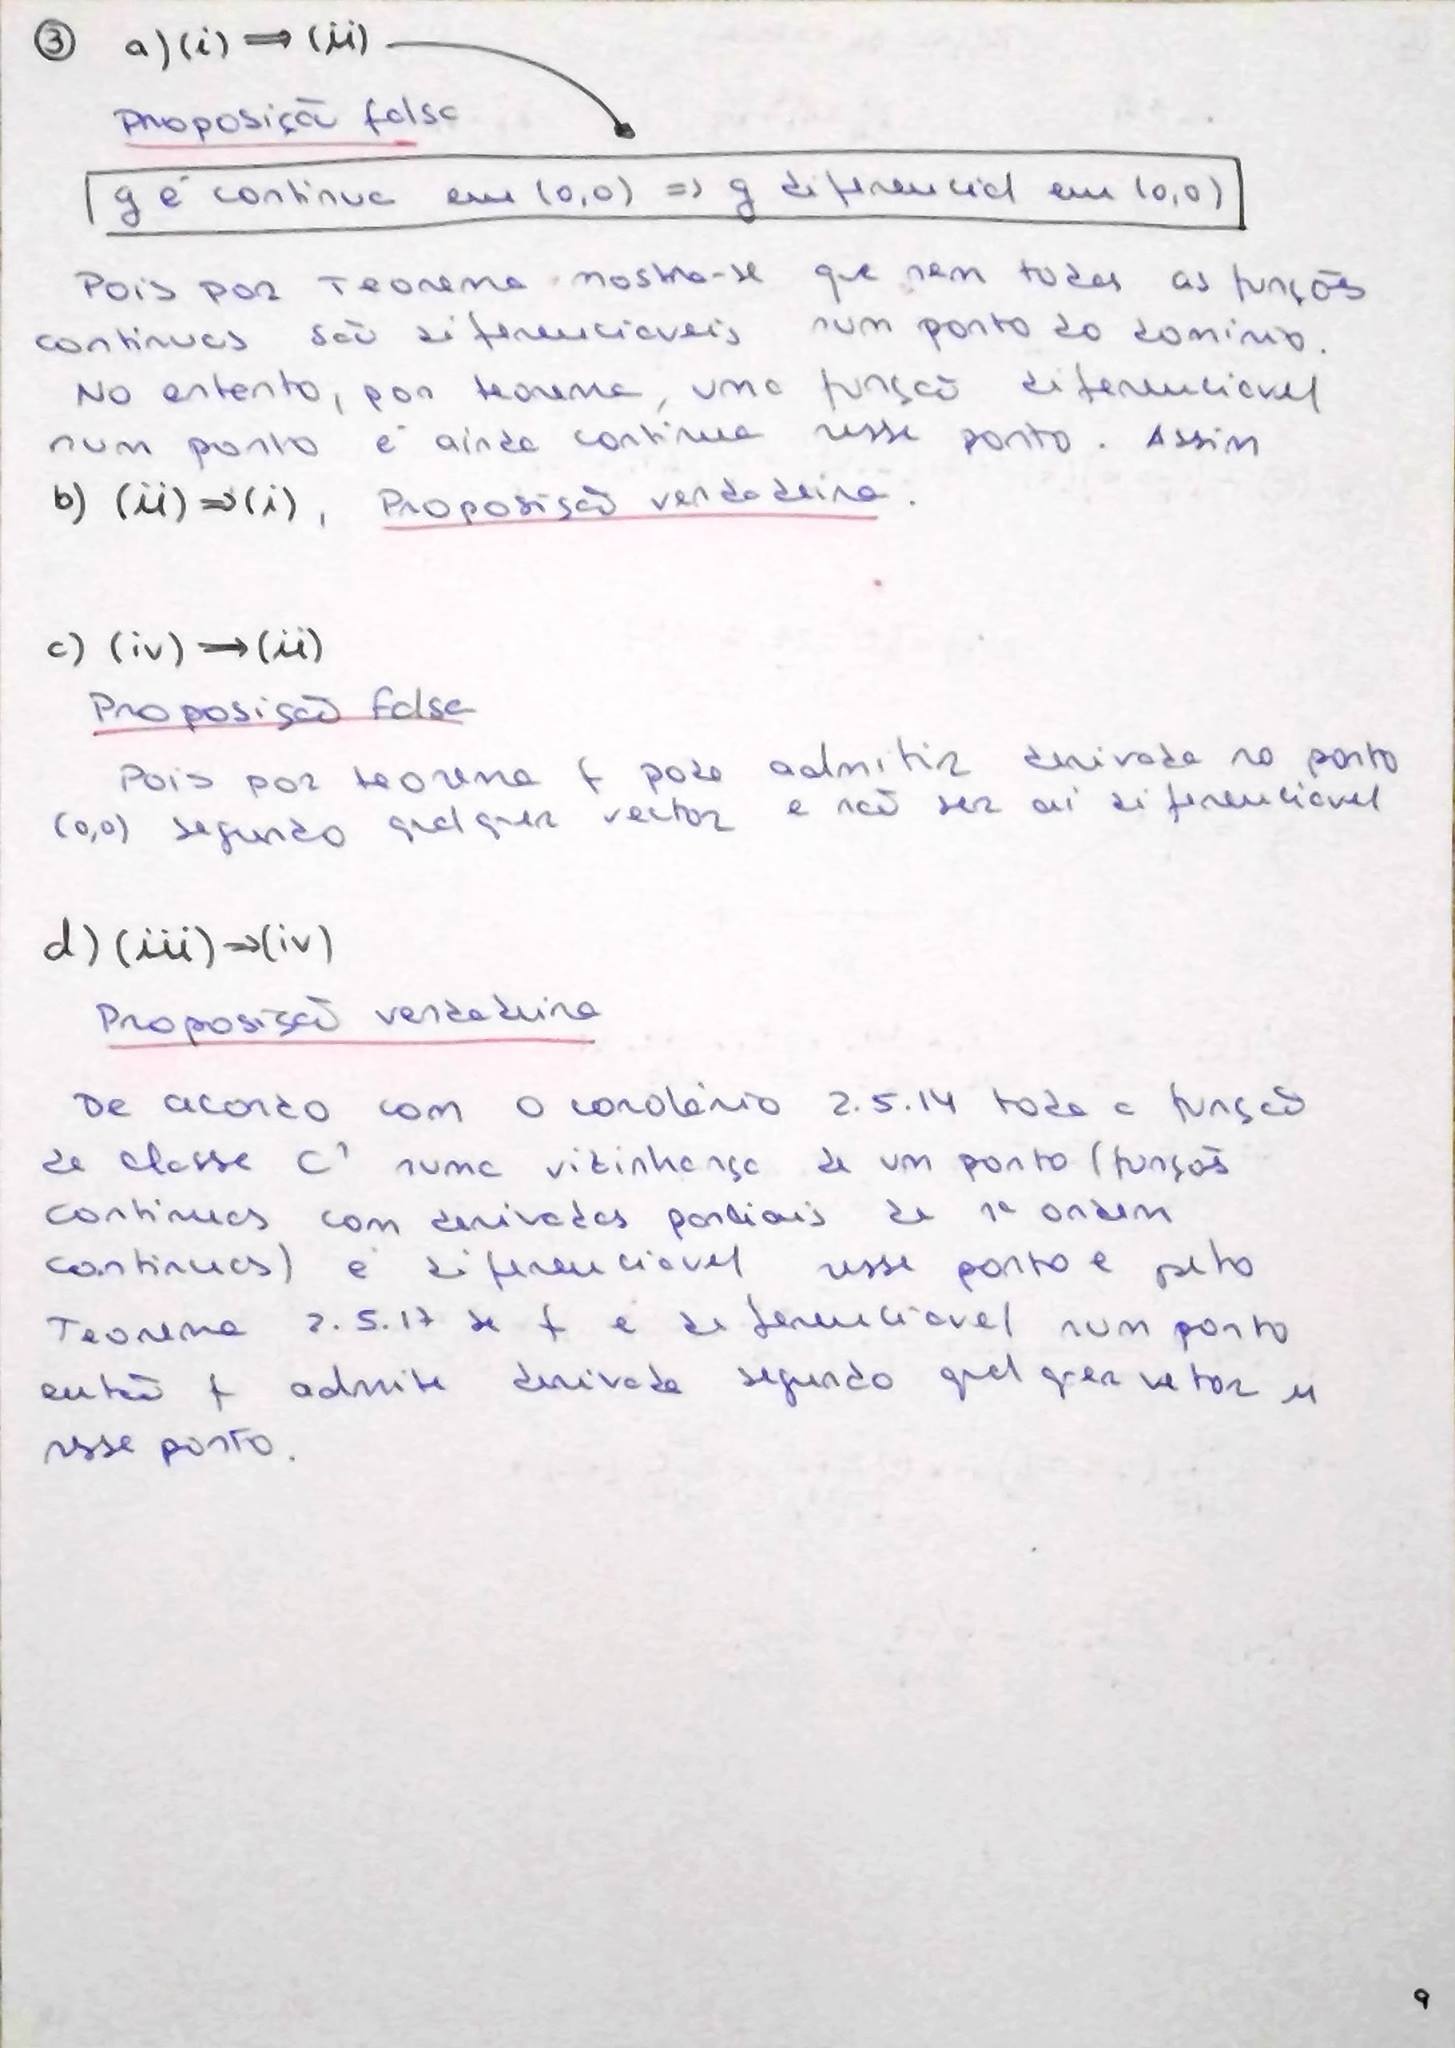 ③ a) (i) ⟹ (ii)
Proposição falsa
g é contínua em (0,0) => g diferenciál em (0,0)
Pois por Teorema mostra-se que nem todas as funções
contínuas são diferenciáveis num ponto do domínio.
No entanto, por teorema, uma função diferenciável
num ponto é ainda contínua nesse ponto. Assim
b) (ii) => (i), Proposição verdadeira.
c) (iv) ⟹ (ii)
Proposição falsa
Pois por teorema f pode admitir derivada no ponto
(0,0) segundo qualquer vector e não ser aí diferenciável
d) (iii) => (iv)
Proposição verdadeira
De acordo com o corolário 2.5.14 toda a função
de classe C¹ numa vizinhança de um ponto (funções
contínuas com derivadas parciais de 1ª ordem
contínuas) é diferenciável nesse ponto e pelo
Teorema 2.5.17 se f é diferenciável num ponto
então f admite derivada segundo qualquer vetor u
nesse ponto.
9